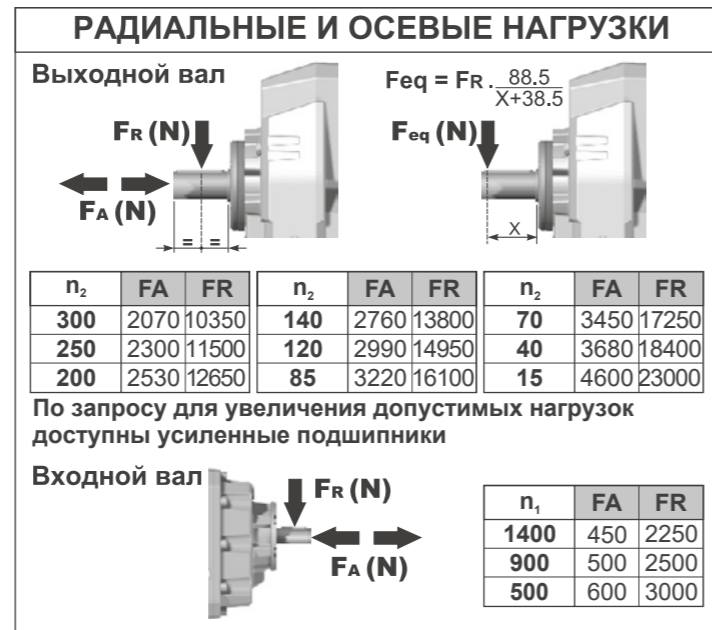 РАДИАЛЬНЫЕ И ОСЕВЫЕ НАГРУЗКИ
Выходной вал
Feq = FR . 88.5
X+38.5
FR (N)
Feq (N)
FA (N)
= =
X
n2 FA FR n2 FA FR n2 FA FR
300 2070 10350 140 2760 13800 70 3450 17250
250 2300 11500 120 2990 14950 40 3680 18400
200 2530 12650 85 3220 16100 15 4600 23000
По запросу для увеличения допустимых нагрузок
доступны усиленные подшипники
Входной вал
FR (N)
FA (N)
n1 FA FR
1400 450 2250
900 500 2500
500 600 3000